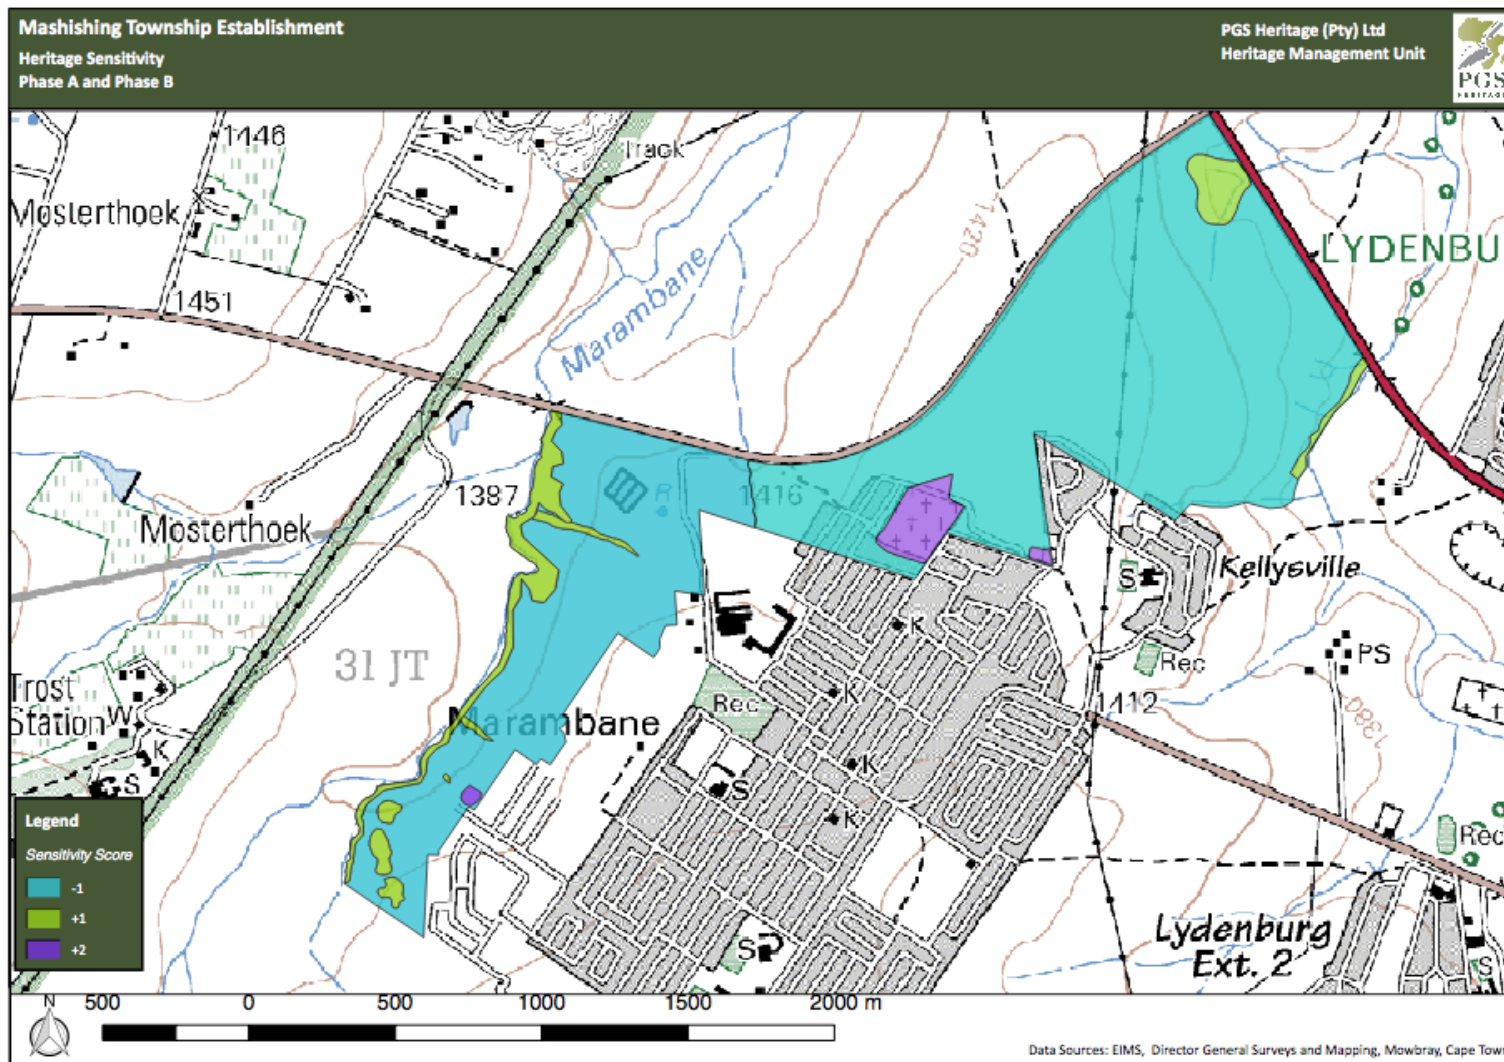 Mashishing Township Establishment
Heritage Sensitivity
Phase A and Phase B
PGS Heritage (Pty) Ltd
Heritage Management Unit
PGS
HERITAGE
1446
Track
Mosterthoek
1420
LYDENBU
1451
Marambane
1387
R
1416
Mosterthoek
Kellysville
S
K
31 JT
Rec
PS
Trost
Station
W
Marambane
Rec
K
1412
1380
K
S
K
S
K
Rec
Legend
Sensitivity Score
-1
+1
+2
Lydenburg
Ext. 2
S
S
N
500 0 500 1000 1500 2000 m
Data Sources: EIMS, Director General Surveys and Mapping, Mowbray, Cape Town